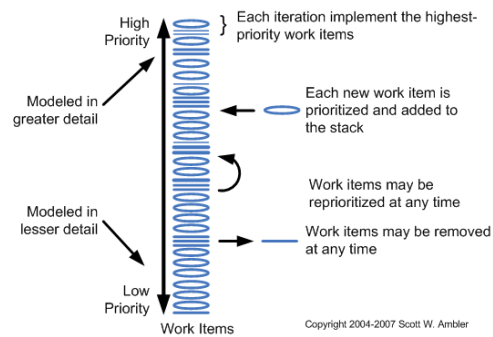 High
Priority
Each iteration implement the highest-
priority work items
Modeled in
greater detail
Each new work item is
prioritized and added to
the stack
Work items may be
reprioritized at any time
Modeled in
lesser detail
Work items may be removed
at any time
Low
Priority
Work Items
Copyright 2004-2007 Scott W. Ambler